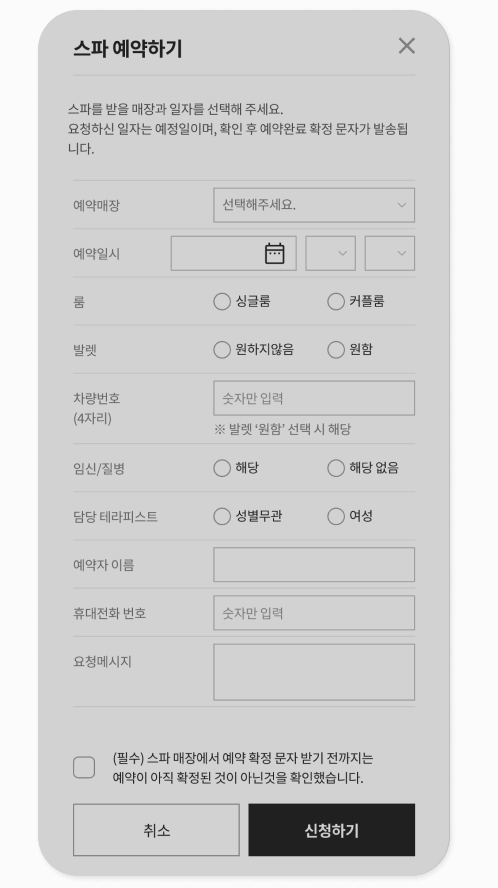 스파 예약하기
스파를 받을 매장과 일자를 선택해 주세요.
요청하신 일자는 예정일이며, 확인 후 예약완료 확정 문자가 발송됩
니다.
예약매장 선택해주세요.
예약일시
룸 싱글룸 커플룸
발렛 원하지않음 원함
차량번호 숫자만 입력
(4자리)
※ 발렛 ‘원함’ 선택 시 해당
임신/질병 해당 해당 없음
담당 테라피스트 성별무관 여성
예약자 이름
휴대전화 번호 숫자만 입력
요청메시지
(필수) 스파 매장에서 예약 확정 문자 받기 전까지는
예약이 아직 확정된 것이 아닌것을 확인했습니다.
취소 신청하기